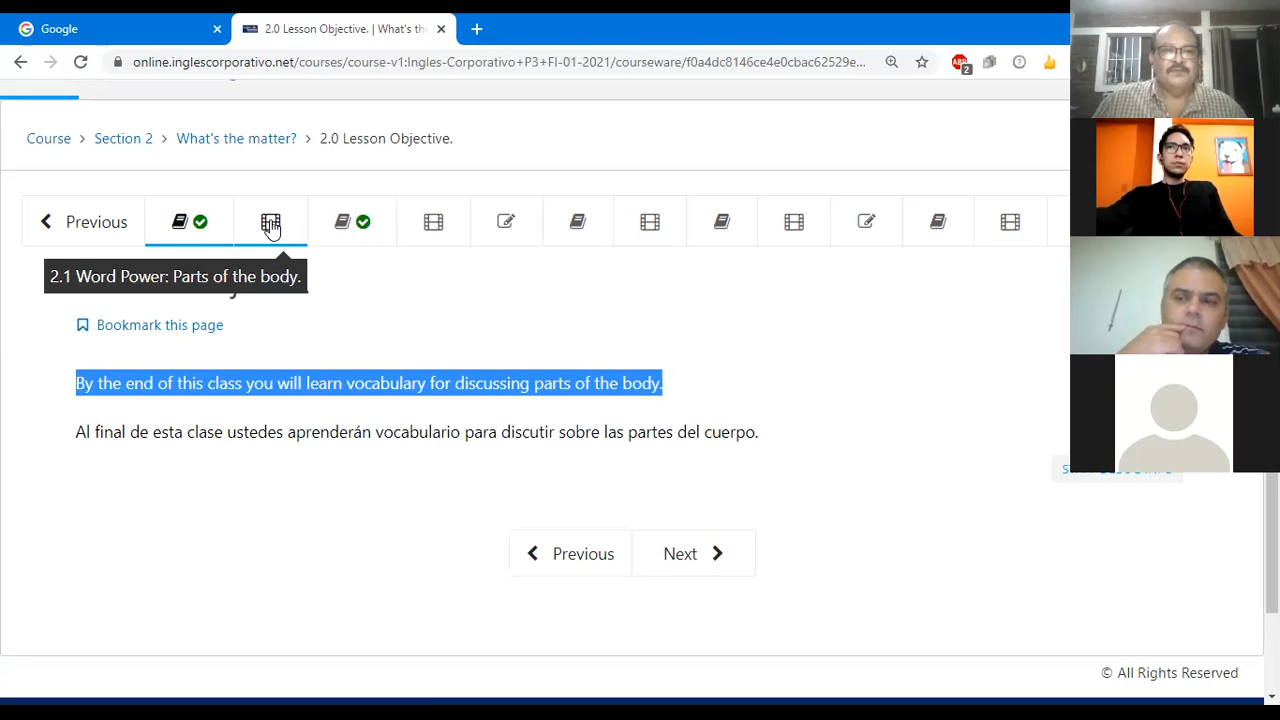 Google
2.0 Lesson Objective. | What's th
online.inglescorporativo.net/courses/course-v1:Ingles-Corporativo+P3+FI-01-2021/courseware/f0a4dc8146ce4e0cbac62529e...
2
Course > Section 2 > What's the matter? > 2.0 Lesson Objective.
Previous
2.1 Word Power: Parts of the body.
Bookmark this page
By the end of this class you will learn vocabulary for discussing parts of the body.
Al final de esta clase ustedes aprenderán vocabulario para discutir sobre las partes del cuerpo.
Previous
Next
© All Rights Reserved